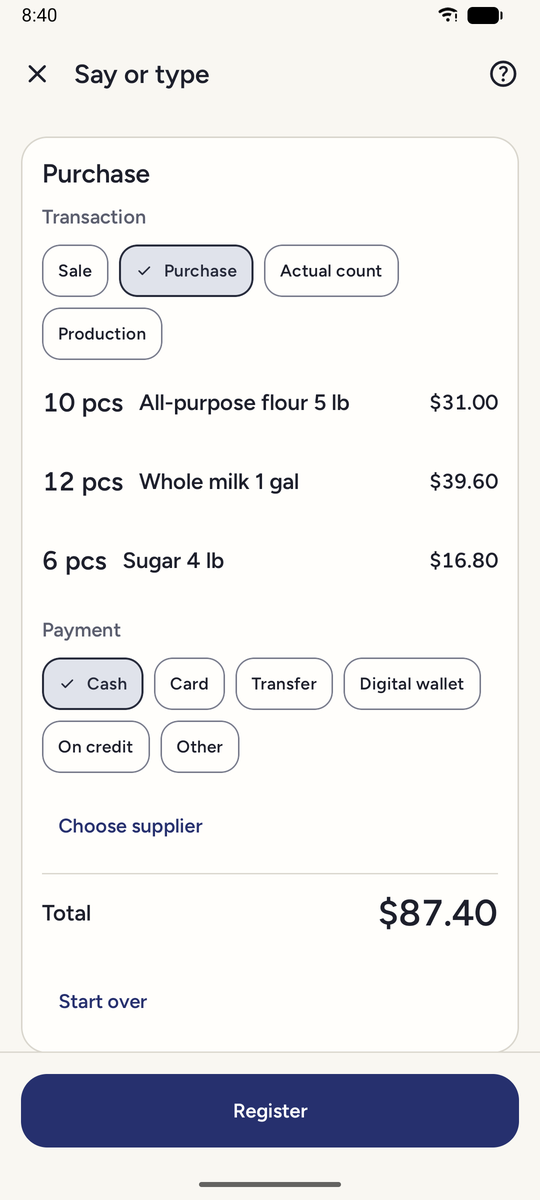 8:40
Say or type
Purchase
Transaction
Sale Purchase Actual count
Production
10 pcs All-purpose flour 5 lb $31.00
12 pcs Whole milk 1 gal $39.60
6 pcs Sugar 4 lb $16.80
Payment
Cash Card Transfer Digital wallet
On credit Other
Choose supplier
Total $87.40
Start over
Register